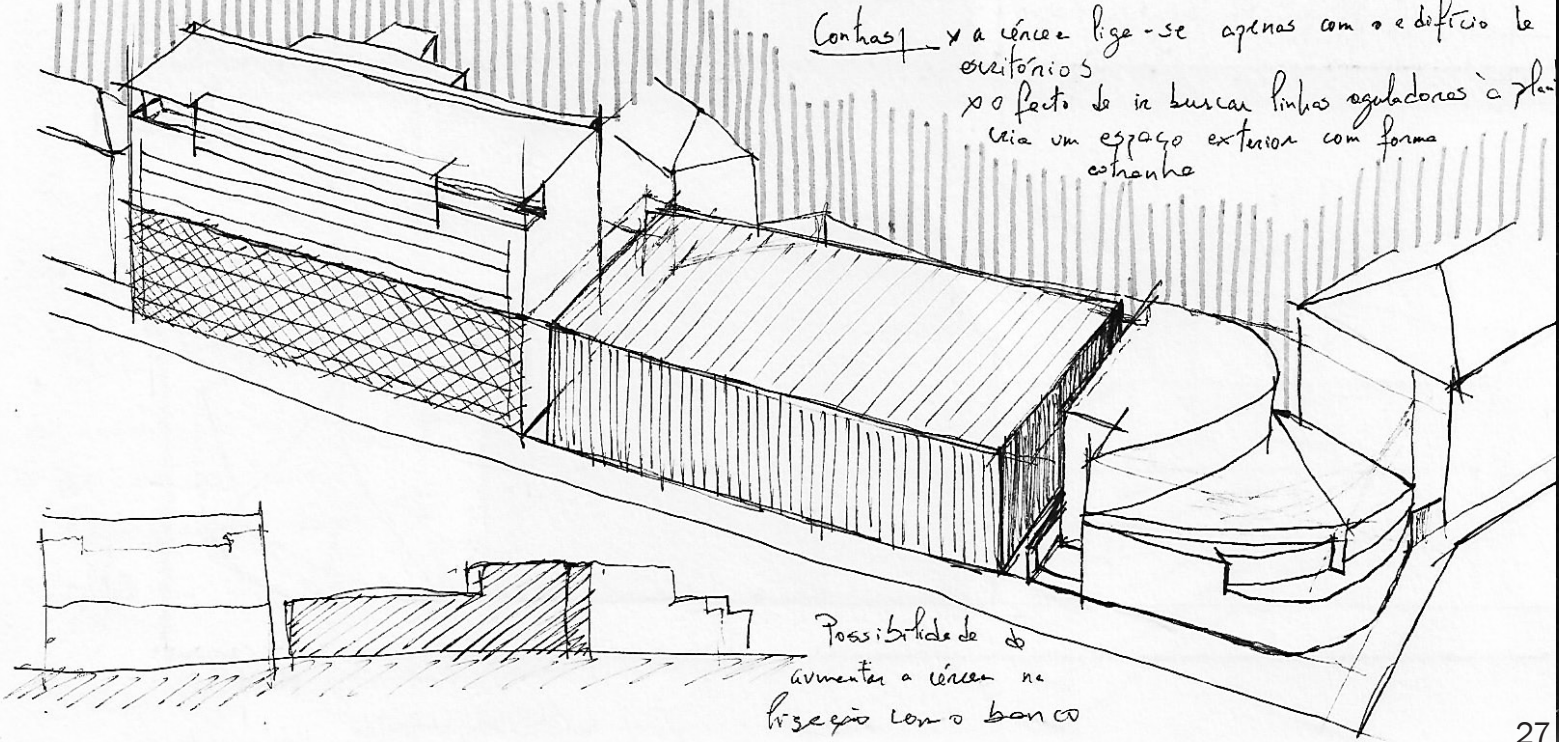 Contras | x a cércea liga-se apenas com o edifício de
escritórios
x o facto de ir buscar linhas reguladoras à plan
cria um espaço exterior com forma
estranha
Possibilidade de
aumentar a cércea na
ligação com o banco
27